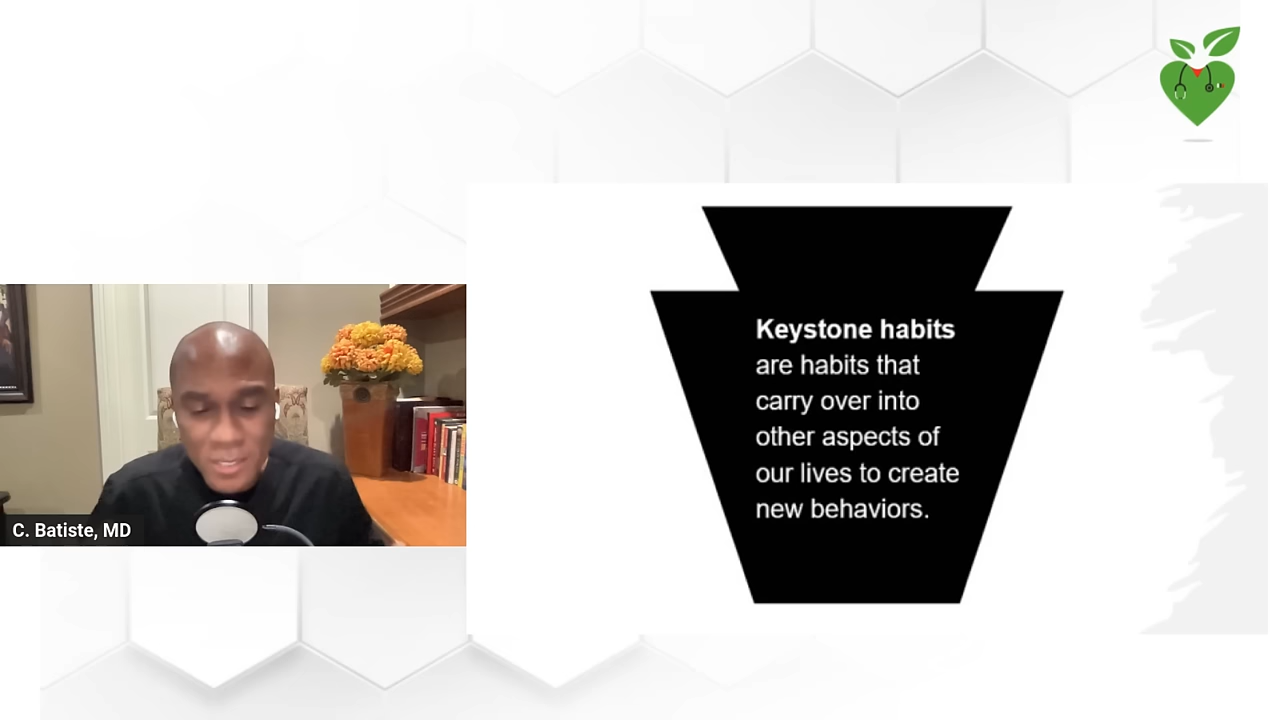 Keystone habits
are habits that
carry over into
other aspects of
our lives to create
new behaviors.
C. Batiste, MD